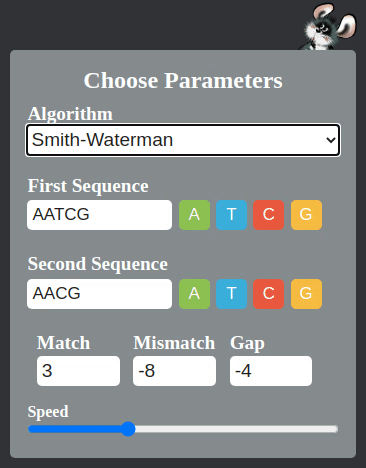 Choose Parameters
Algorithm
Smith-Waterman
First Sequence
AATCG A T C G
Second Sequence
AACG A T C G
Match Mismatch Gap
3 -8 -4
Speed